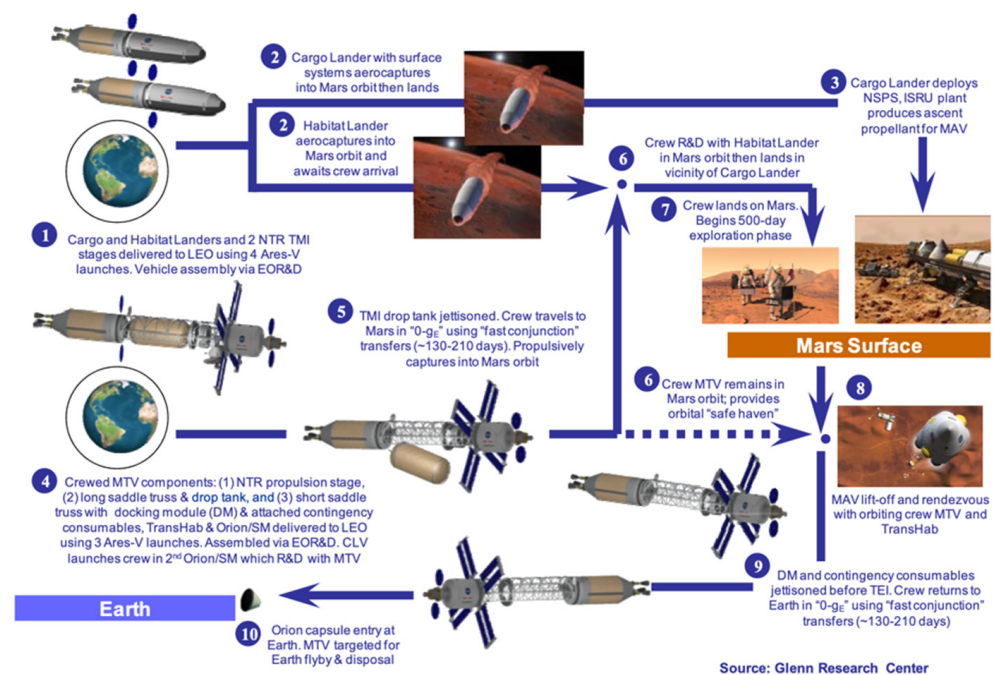 2
Cargo Lander with surface
systems aerocaptures
into Mars orbit then lands
2
Habitat Lander
aerocaptures into
Mars orbit and
awaits crew arrival
3
Cargo Lander deploys
NSPS, ISRU plant
produces ascent
propellant for MAV
6
Crew R&D with Habitat Lander
in Mars orbit then lands in
vicinity of Cargo Lander
7
Crew lands on Mars.
Begins 500-day
exploration phase
1
Cargo and Habitat Landers and 2 NTR TMI
stages delivered to LEO using 4 Ares-V
launches. Vehicle assembly via EOR&D
5
TMI drop tank jettisoned. Crew travels to
Mars in “0-gE” using “fast conjunction”
transfers (~130-210 days). Propulsively
captures into Mars orbit
Mars Surface
6
Crew MTV remains in
Mars orbit; provides
orbital “safe haven”
8
MAV lift-off and rendezvous
with orbiting crew MTV and
TransHab
4
Crewed MTV components: (1) NTR propulsion stage,
(2) long saddle truss & drop tank, and (3) short saddle
truss with docking module (DM) & attached contingency
consumables, TransHab & Orion/SM delivered to LEO
using 3 Ares-V launches. Assembled via EOR&D. CLV
launches crew in 2nd Orion/SM which R&D with MTV
9
DM and contingency consumables
jettisoned before TEI. Crew returns to
Earth in “0-gE” using “fast conjunction”
transfers (~130-210 days)
Earth
10
Orion capsule entry at
Earth. MTV targeted for
Earth flyby & disposal
Source: Glenn Research Center